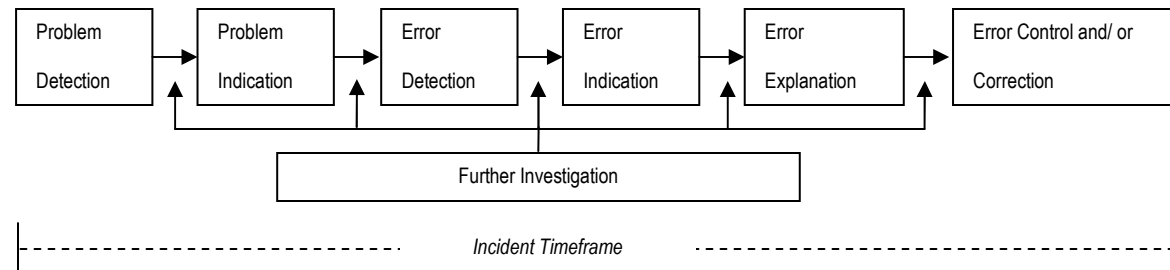 Problem
Detection
Problem
Indication
Error
Detection
Error
Indication
Error
Explanation
Error Control and/ or
Correction
Further Investigation
Incident Timeframe